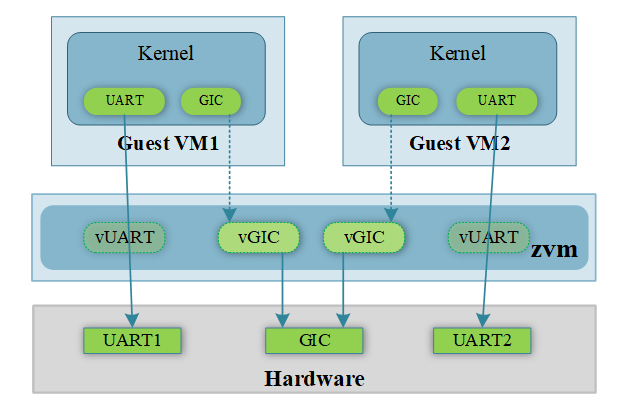 Kernel
UART
GIC
Guest VM1
Kernel
GIC
UART
Guest VM2
vUART
vGIC
vGIC
vUART
zvm
UART1
GIC
UART2
Hardware